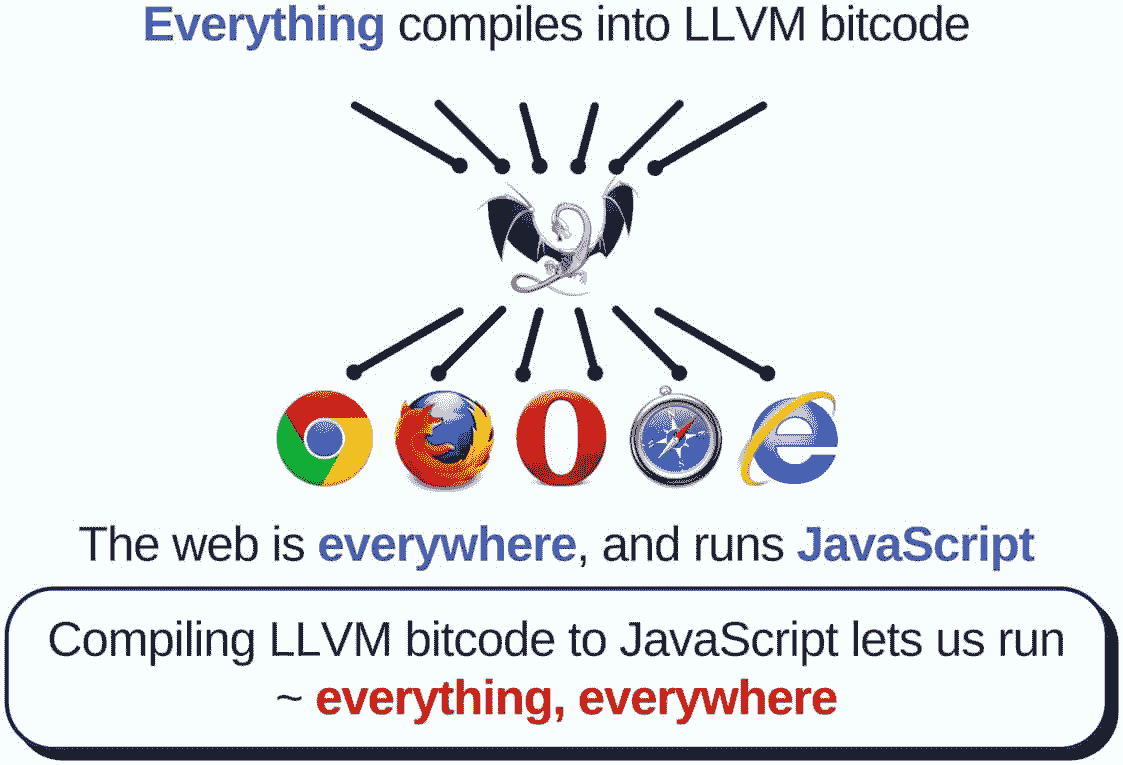 Everything compiles into LLVM bitcode
The web is everywhere, and runs JavaScript
Compiling LLVM bitcode to JavaScript lets us run
~ everything, everywhere